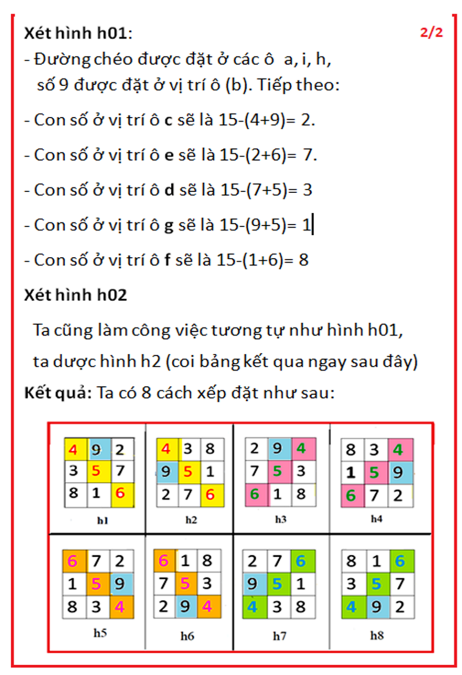 Xét hình h01:
2/2
- Đường chéo được đặt ở các ô a, i, h,
số 9 được đặt ở vị trí ô (b). Tiếp theo:
- Con số ở vị trí ô c sẽ là 15-(4+9)= 2.
- Con số ở vị trí ô e sẽ là 15-(2+6)= 7.
- Con số ở vị trí ô d sẽ là 15-(7+5)= 3
- Con số ở vị trí ô g sẽ là 15-(9+5)= 1
- Con số ở vị trí ô f sẽ là 15-(1+6)= 8
Xét hình h02
Ta cũng làm công việc tương tự như hình h01,
ta dược hình h2 (coi bảng kết qua ngay sau đây)
Kết quả: Ta có 8 cách xếp đặt như sau:
4 9 2
3 5 7
8 1 6
h1
4 3 8
9 5 1
2 7 6
h2
2 9 4
7 5 3
6 1 8
h3
8 3 4
1 5 9
6 7 2
h4
6 7 2
1 5 9
8 3 4
h5
6 1 8
7 5 3
2 9 4
h6
2 7 6
9 5 1
4 3 8
h7
8 1 6
3 5 7
4 9 2
h8